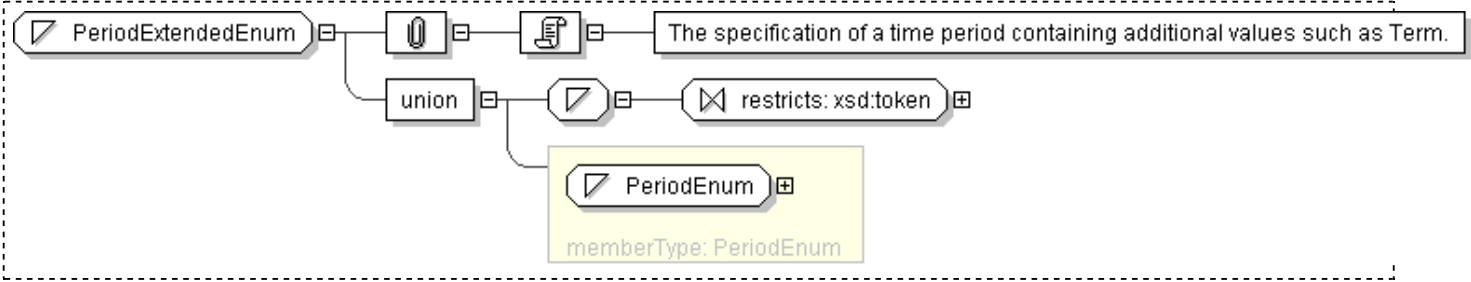 PeriodExtendedEnum
The specification of a time period containing additional values such as Term.
union
restricts: xsd:token
PeriodEnum
memberType: PeriodEnum